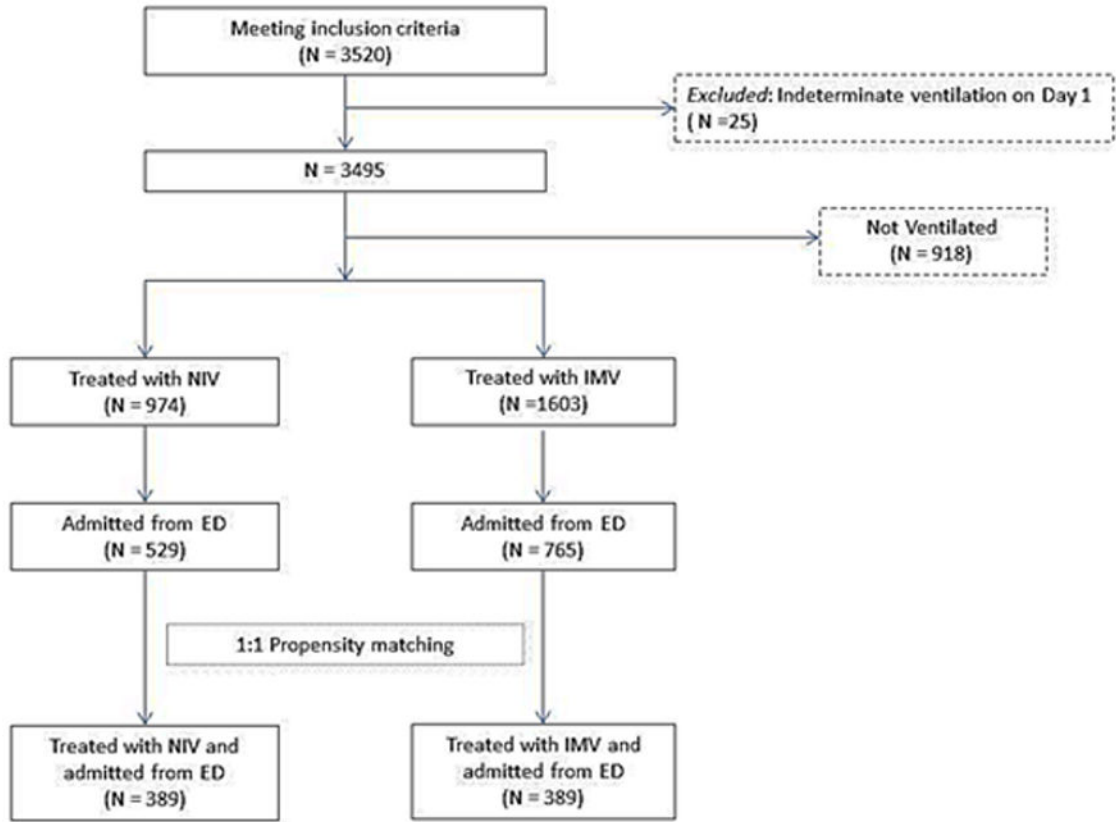 Meeting inclusion criteria
(N = 3520)
Excluded: Indeterminate ventilation on Day 1
( N =25)
N = 3495
Not Ventilated
(N = 918)
Treated with NIV
(N = 974)
Treated with IMV
(N =1603)
Admitted from ED
(N = 529)
Admitted from ED
(N = 765)
1:1 Propensity matching
Treated with NIV and
admitted from ED
(N = 389)
Treated with IMV and
admitted from ED
(N = 389)